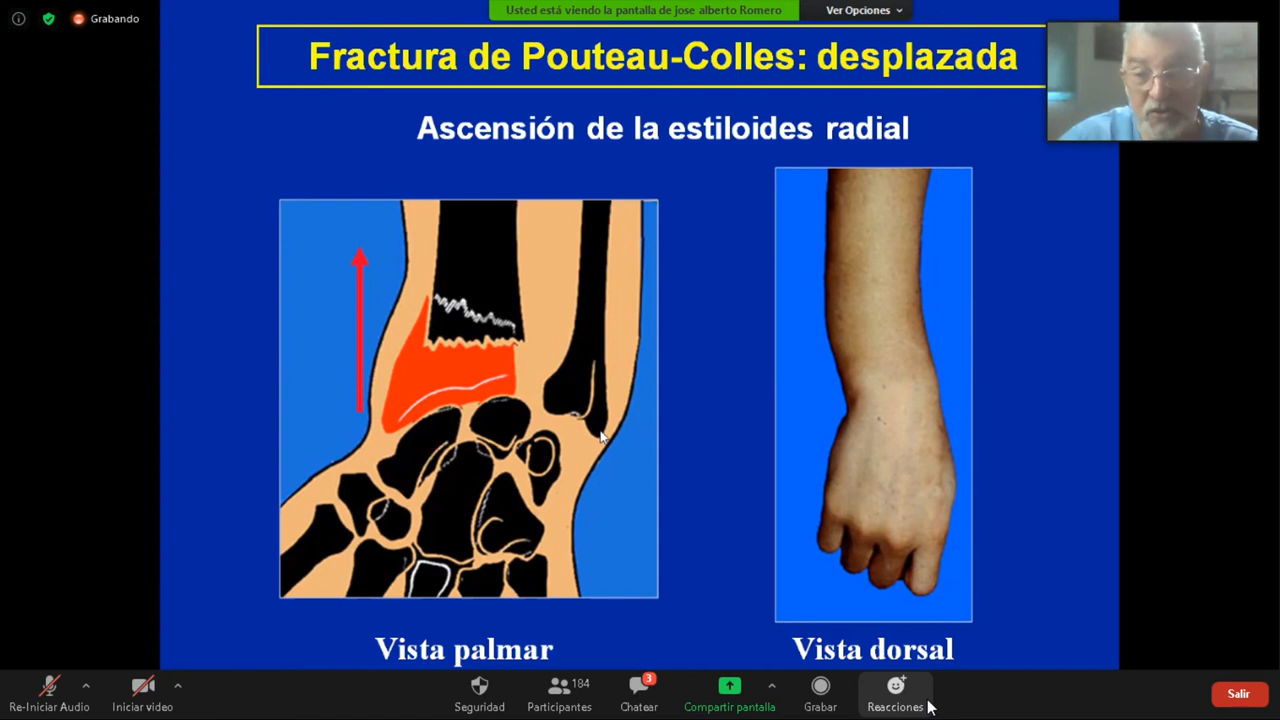 Grabando
Usted está viendo la pantalla de jose alberto Romero
Ver Opciones
Fractura de Pouteau-Colles: desplazada
Ascensión de la estiloides radial
Vista palmar
Vista dorsal
Re-Iniciar Audio
Iniciar video
Seguridad
Participantes
184
Chatear
3
Compartir pantalla
Grabar
Reacciones
Salir